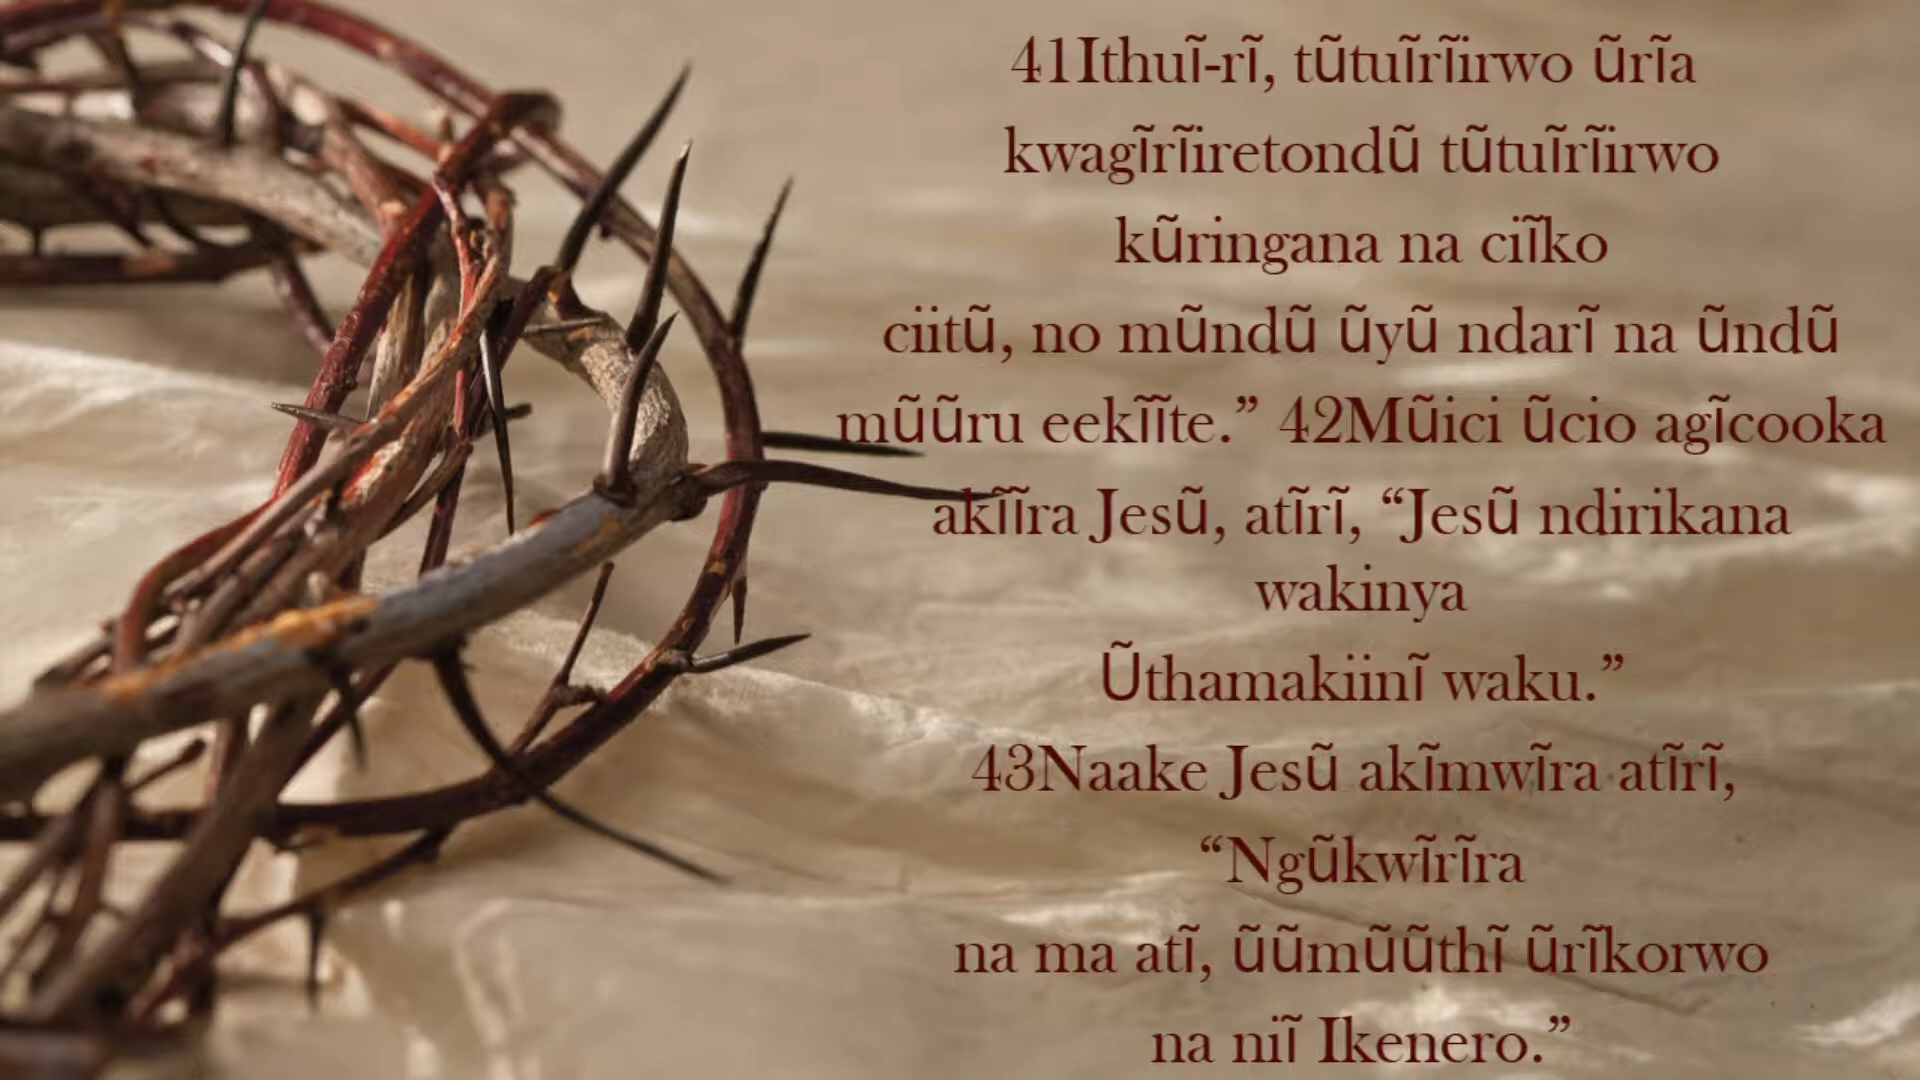 41Ithuĩ-rĩ, tũtuĩrĩirwo ũrĩa
kwagĩrĩiretondũ tũtuĩrĩirwo
kũringana na ciĩko
ciitũ, no mũndũ ũyũ ndarĩ na ũndũ
mũũru eekĩĩte.” 42Mũici ũcio agĩcooka
akĩĩra Jesũ, atĩrĩ, “Jesũ ndirikana
wakinya
Ũthamakiinĩ waku.”
43Naake Jesũ akĩmwĩra atĩrĩ,
“Ngũkwĩrĩra
na ma atĩ, ũũmũũthĩ ũrĩkorwo
na niĩ Ikenero.”